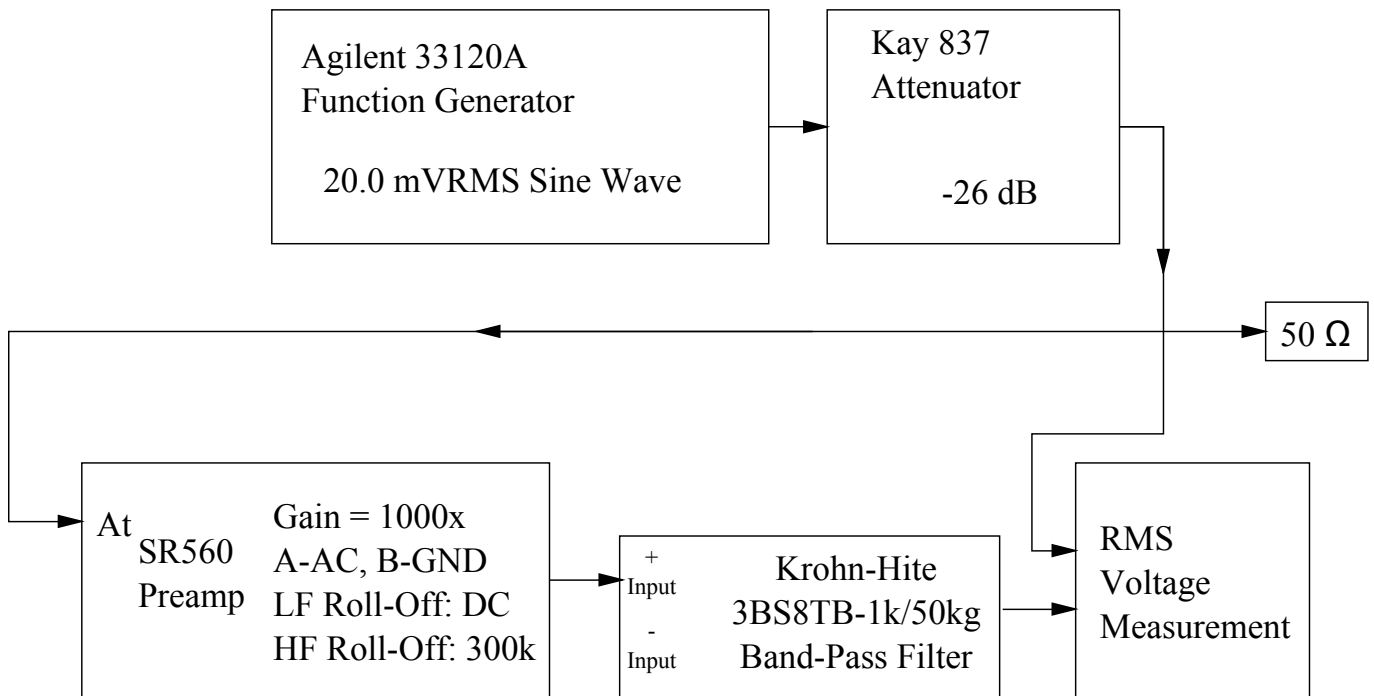 Agilent 33120A
Function Generator
20.0 mVRMS Sine Wave
Kay 837
Attenuator
-26 dB
50 Ω
At
SR560
Preamp
Gain = 1000x
A-AC, B-GND
LF Roll-Off: DC
HF Roll-Off: 300k
+
Input
-
Input
Krohn-Hite
3BS8TB-1k/50kg
Band-Pass Filter
RMS
Voltage
Measurement